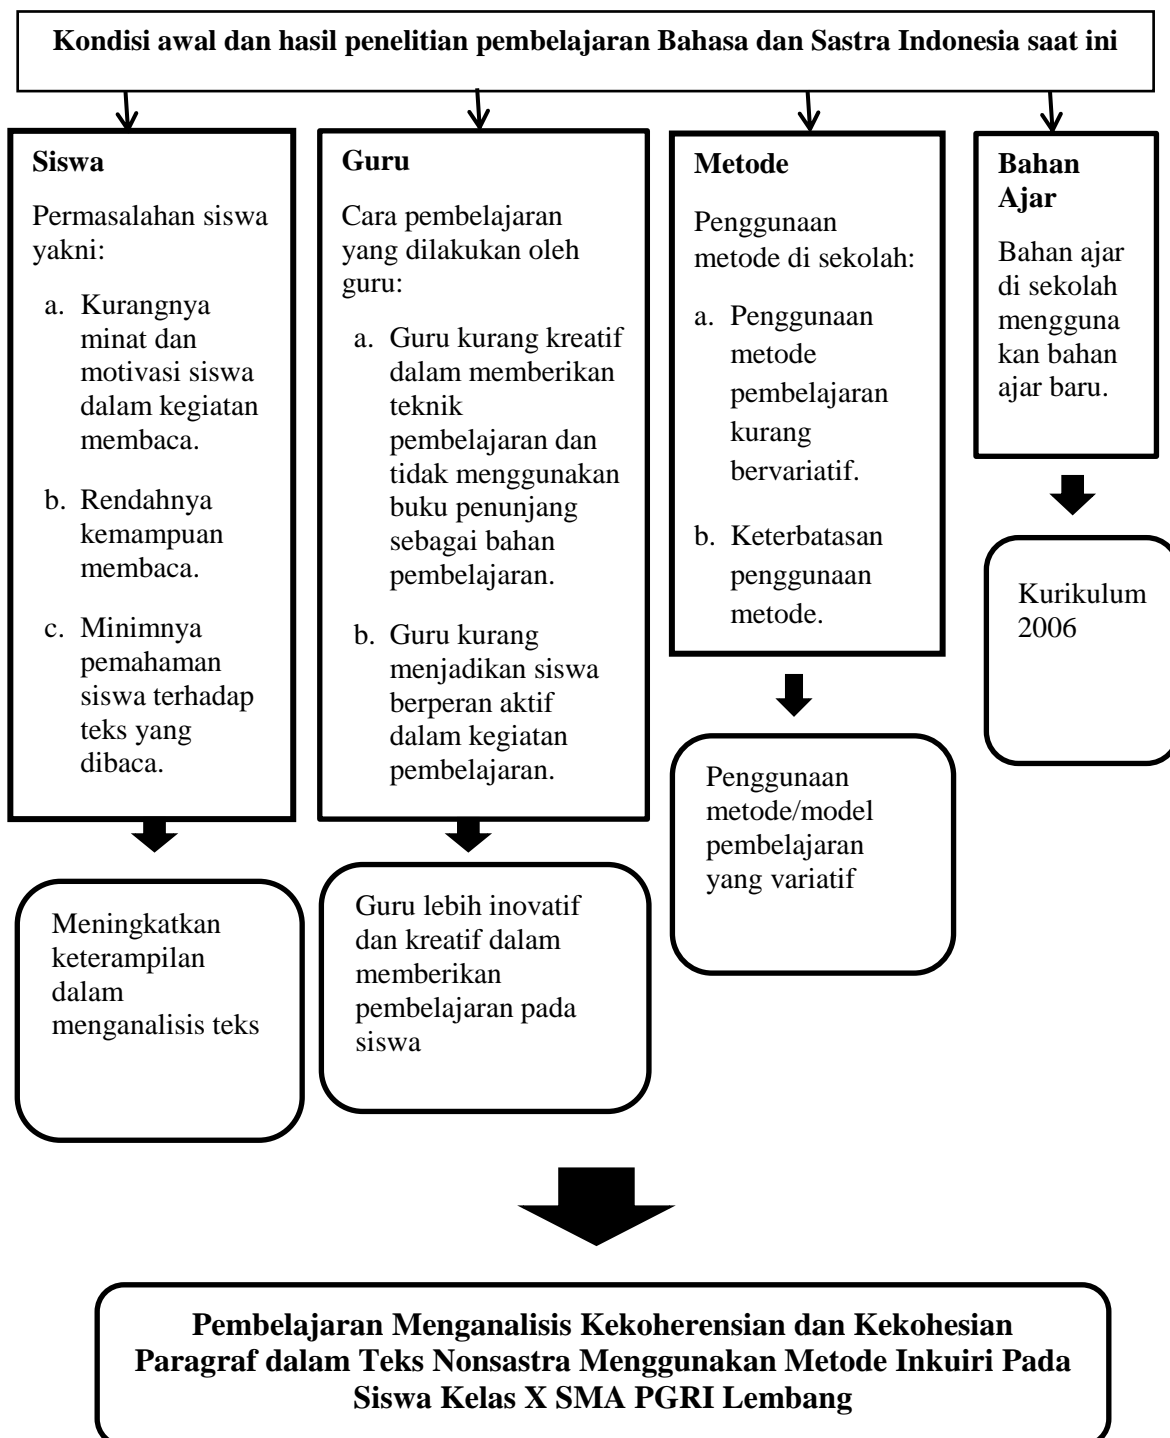 Kondisi awal dan hasil penelitian pembelajaran Bahasa dan Sastra Indonesia saat ini
Siswa
Permasalahan siswa
yakni:
a. Kurangnya
minat dan
motivasi siswa
dalam kegiatan
membaca.
b. Rendahnya
kemampuan
membaca.
c. Minimnya
pemahaman
siswa terhadap
teks yang
dibaca.
Guru
Cara pembelajaran
yang dilakukan oleh
guru:
a. Guru kurang kreatif
dalam memberikan
teknik
pembelajaran dan
tidak menggunakan
buku penunjang
sebagai bahan
pembelajaran.
b. Guru kurang
menjadikan siswa
berperan aktif
dalam kegiatan
pembelajaran.
Metode
Penggunaan
metode di sekolah:
a. Penggunaan
metode
pembelajaran
kurang
bervariatif.
b. Keterbatasan
penggunaan
metode.
Bahan
Ajar
Bahan ajar
di sekolah
mengguna
kan bahan
ajar baru.
Meningkatkan
keterampilan
dalam
menganalisis teks
Guru lebih inovatif
dan kreatif dalam
memberikan
pembelajaran pada
siswa
Penggunaan
metode/model
pembelajaran
yang variatif
Kurikulum
2006
Pembelajaran Menganalisis Kekoherensian dan Kekohesian
Paragraf dalam Teks Nonsastra Menggunakan Metode Inkuiri Pada
Siswa Kelas X SMA PGRI Lembang